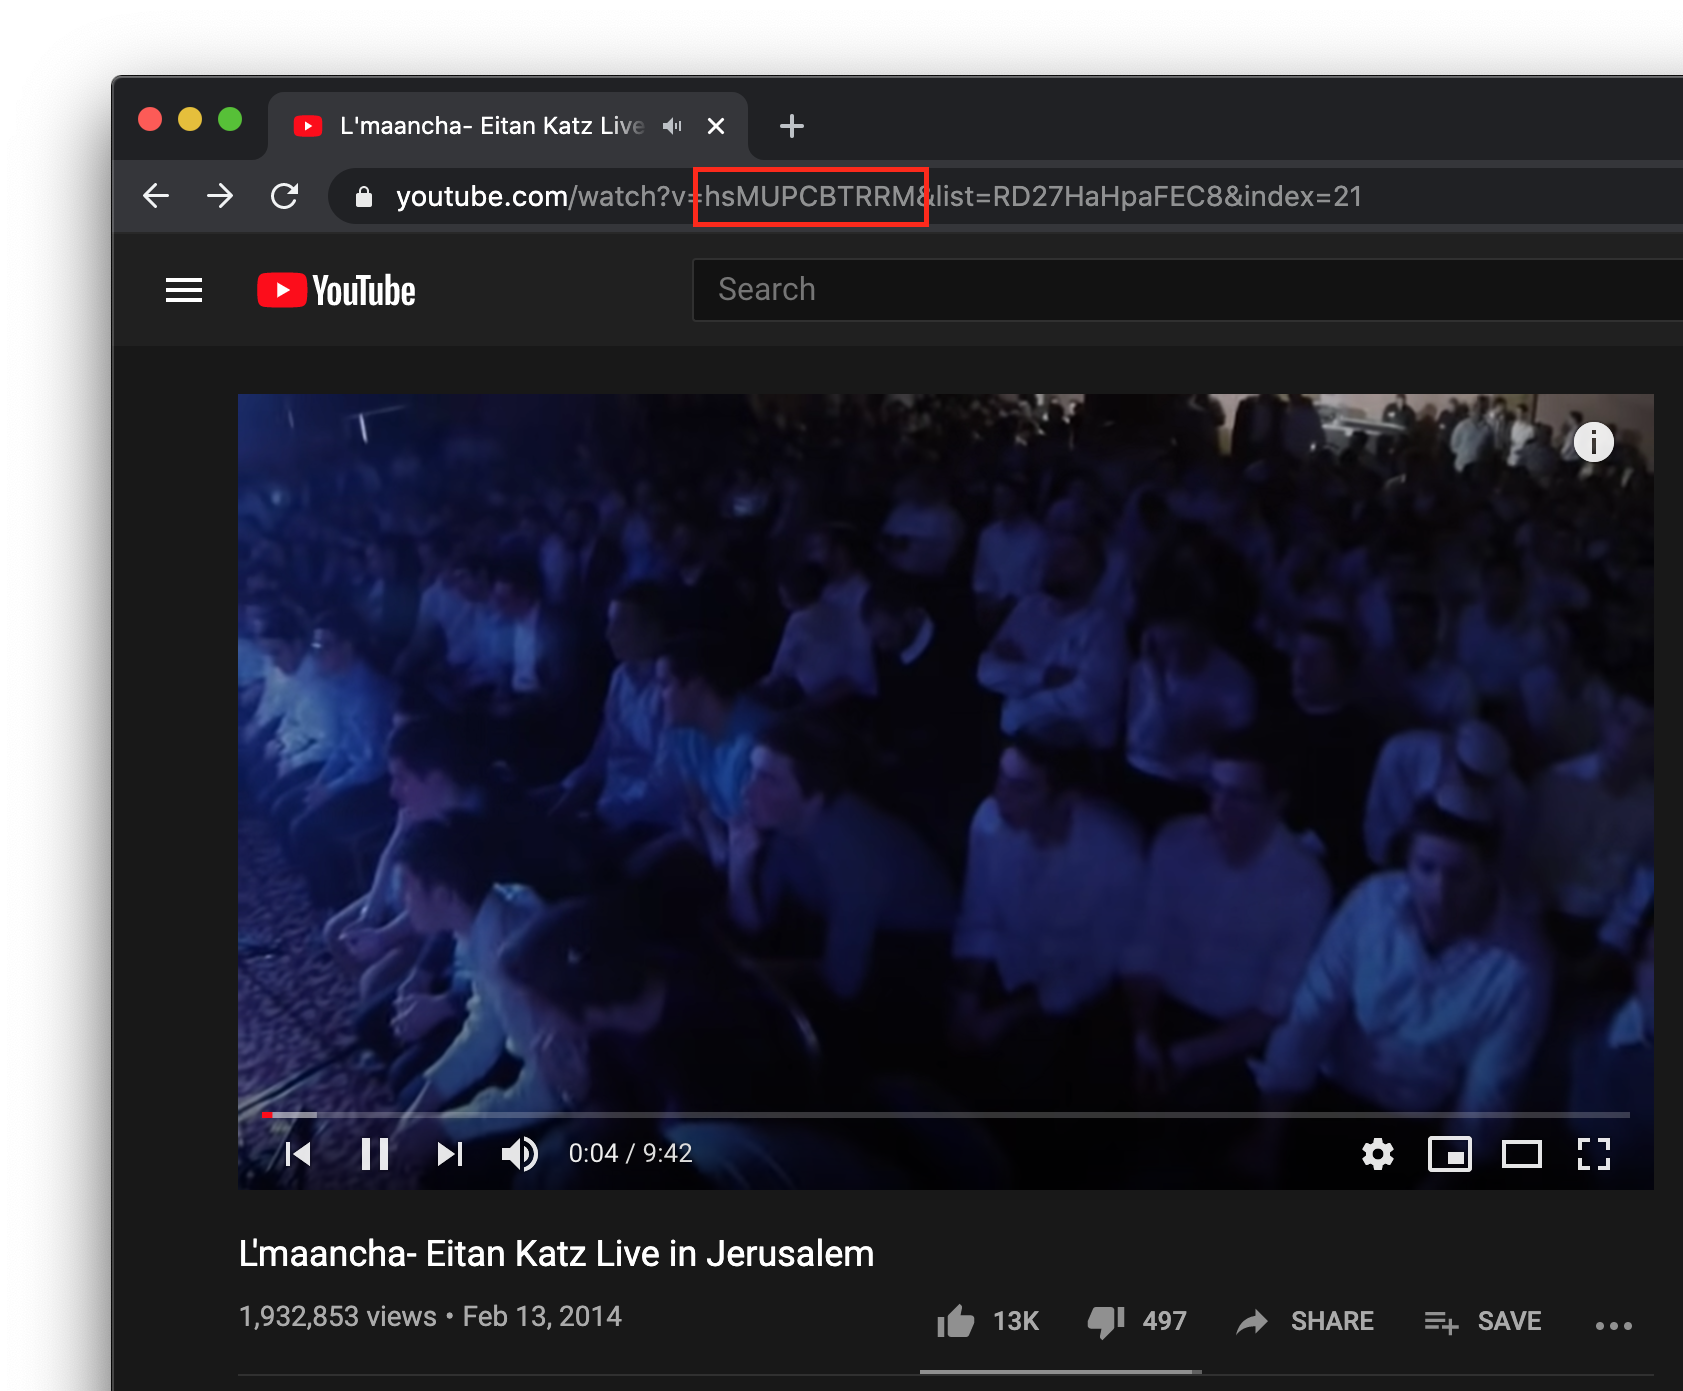 L'maancha- Eitan Katz Live
youtube.com/watch?v=hsMUPCBTRRM&list=RD27HaHpaFEC8&index=21
YouTube
Search
i
0:04 / 9:42
L'maancha- Eitan Katz Live in Jerusalem
1,932,853 views • Feb 13, 2014
13K 497 SHARE SAVE